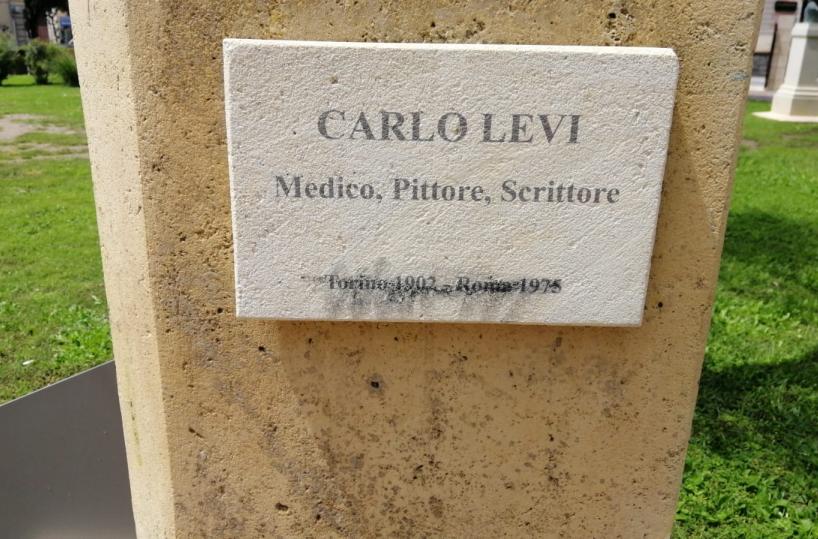 CARLO LEVI
Medico, Pittore, Scrittore
Torino 1902 - Roma 1975